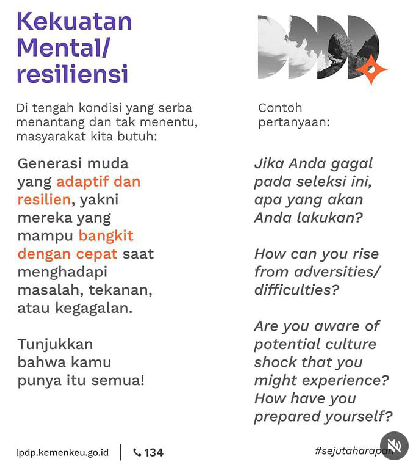 Kekuatan
Mental/
resiliensi
Di tengah kondisi yang serba
menantang dan tak menentu,
masyarakat kita butuh:
Generasi muda
yang adaptif dan
resilien, yakni
mereka yang
mampu bangkit
dengan cepat saat
menghadapi
masalah, tekanan,
atau kegagalan.
Tunjukkan
bahwa kamu
punya itu semua!
Contoh
pertanyaan:
Jika Anda gagal
pada seleksi ini,
apa yang akan
Anda lakukan?
How can you rise
from adversities/
difficulties?
Are you aware of
potential culture
shock that you
might experience?
How have you
prepared yourself?
lpdp.kemenkeu.go.id
134
#sejutaharapan